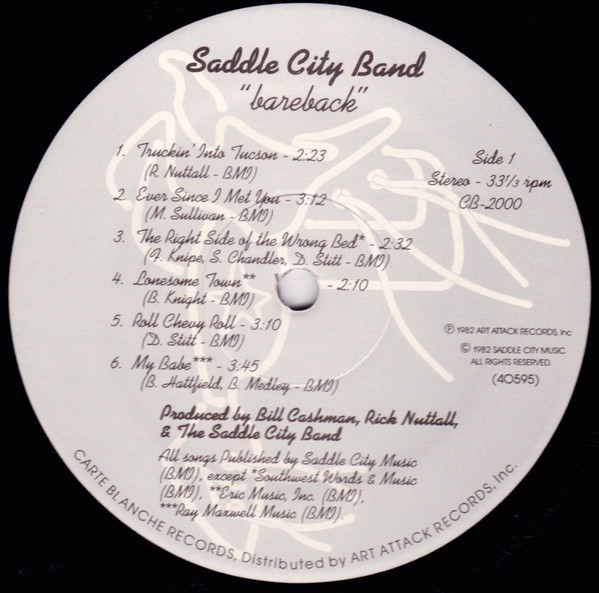 Saddle City Band
"bareback"
1. Truckin' Into Tucson - 2:23
(R. Nuttall - BMI)
2. Ever Since I Met You - 3:12
(M. Sullivan - BMI)
3. The Right Side of the Wrong Bed* - 2:32
(F. Knipe, S. Chandler, D. Stitt - BMI)
4. Lonesome Town** - 2:10
(B. Knight - BMI)
5. Roll Chevy Roll - 3:10
(D. Stitt - BMI)
6. My Babe*** - 3:45
(B. Hattfield, B. Medley - BMI)
Side 1
Stereo - 33⅓ rpm
CB-2000
Ⓟ 1982 ART ATTACK RECORDS, Inc
© 1982 SADDLE CITY MUSIC
ALL RIGHTS RESERVED.
(40595)
Produced by Bill Cashman, Rick Nuttall,
& The Saddle City Band
All songs Published by Saddle City Music
(BMI), except *Southwest Words & Music
(BMI), **Eric Music, Inc. (BMI),
***Ray Maxwell Music (BMI).
CARTE BLANCHE RECORDS, Distributed by ART ATTACK RECORDS, Inc.